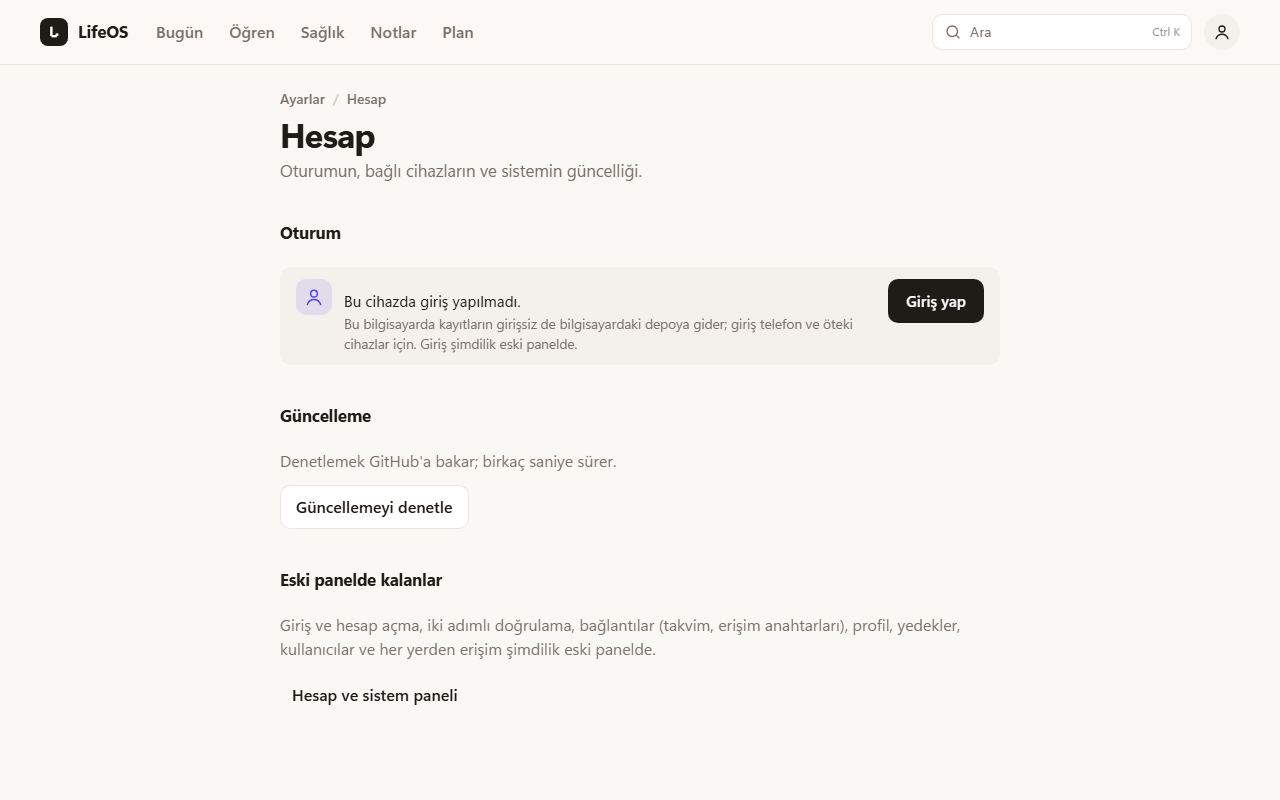 LifeOS Bugün Öğren Sağlık Notlar Plan Ara Ctrl K
Ayarlar / Hesap
Hesap
Oturumun, bağlı cihazların ve sistemin güncelliği.
Oturum
Bu cihazda giriş yapılmadı.
Bu bilgisayarda kayıtların girişsiz de bilgisayardaki depoya gider; giriş telefon ve öteki
cihazlar için. Giriş şimdilik eski panelde.
Giriş yap
Güncelleme
Denetlemek GitHub'a bakar; birkaç saniye sürer.
Güncellemeyi denetle
Eski panelde kalanlar
Giriş ve hesap açma, iki adımlı doğrulama, bağlantılar (takvim, erişim anahtarları), profil, yedekler,
kullanıcılar ve her yerden erişim şimdilik eski panelde.
Hesap ve sistem paneli